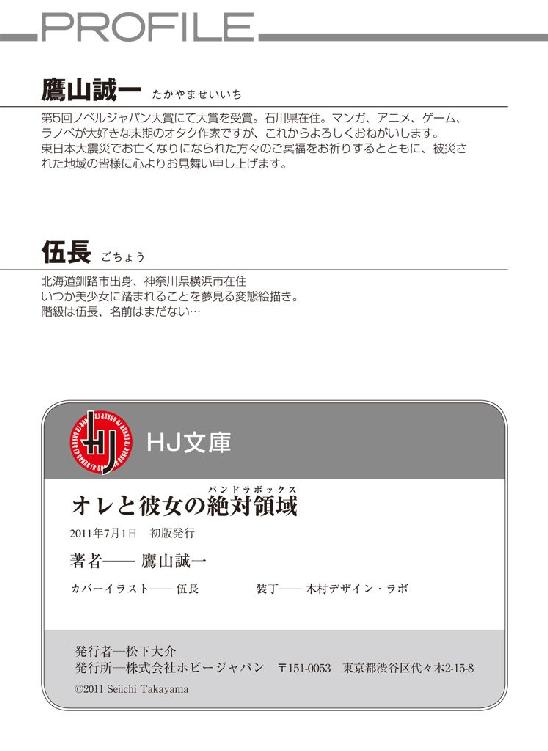 PROFILE
鷹山誠一 たかやませいいち
第5回ノベルジャパン大賞にて大賞を受賞。石川県在住。マンガ、アニメ、ゲーム、
ラノベが大好きな末期のオタク作家ですが、これからよろしくおねがいします。
東日本大震災でお亡くなりになられた方々のご冥福をお祈りするとともに、被災さ
れた地域の皆様に心よりお見舞い申し上げます。
伍長 ごちょう
北海道釧路市出身、神奈川県横浜市在住
いつか美少女に踏まれることを夢見る変態絵描き。
階級は伍長、名前はまだない…
HJ
HJ文庫
パンドラボックス
オレと彼女の絶対領域
2011年7月1日 初版発行
著者── 鷹山誠一
カバーイラスト── 伍長 装丁── 木村デザイン・ラボ
発行者─松下大介
発行所─株式会社ホビージャパン 〒151-0053 東京都渋谷区代々木2-15-8
©2011 Seiichi Takayama